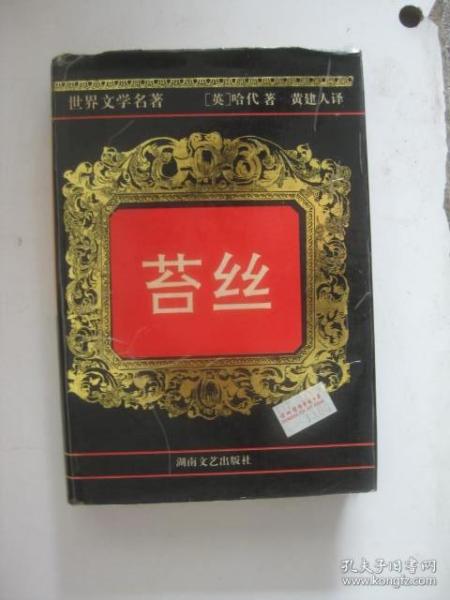 世界文学名著 [英]哈代 著 黄建人译
苔丝
湖南文艺出版社
孔夫子旧书网
www.kongfz.com